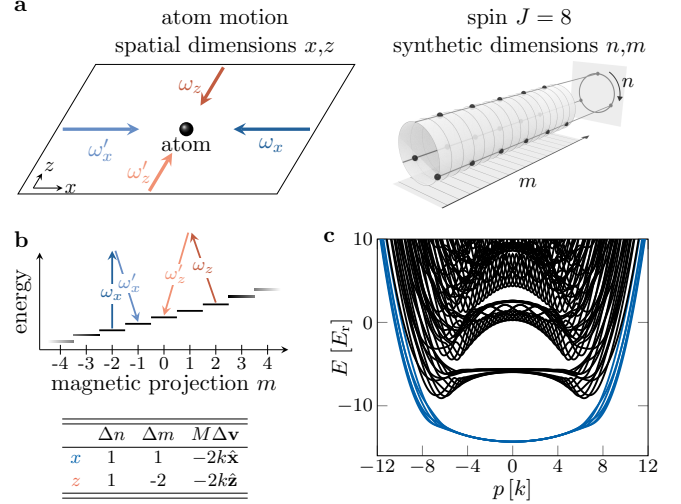 a
atom motion
spatial dimensions x,z
spin J = 8
synthetic dimensions n,m
ω_z
ω′_x
ω_x
atom
ω′_z
z
x
n
m
b
energy
ω_x
ω′_x
ω′_z
ω_z
-4 -3 -2 -1 0 1 2 3 4
magnetic projection m
Δn Δm MΔv
x 1 1 −2kx̂
z 1 -2 −2kẑ
c
E [E_r]
10
0
−10
−12 −8 −4 0 4 8 12
p [k]